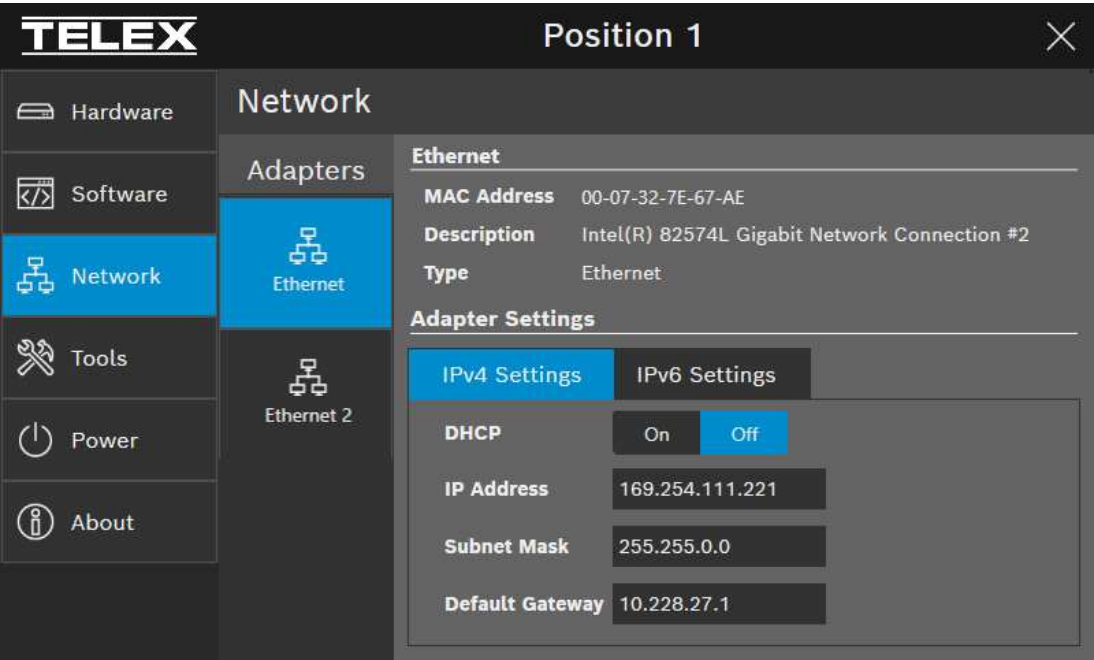 TELEX
Position 1
Hardware
Software
Network
Tools
Power
About
Network
Adapters
Ethernet
Ethernet 2
Ethernet
MAC Address 00-07-32-7E-67-AE
Description Intel(R) 82574L Gigabit Network Connection #2
Type Ethernet
Adapter Settings
IPv4 Settings IPv6 Settings
DHCP On Off
IP Address 169.254.111.221
Subnet Mask 255.255.0.0
Default Gateway 10.228.27.1